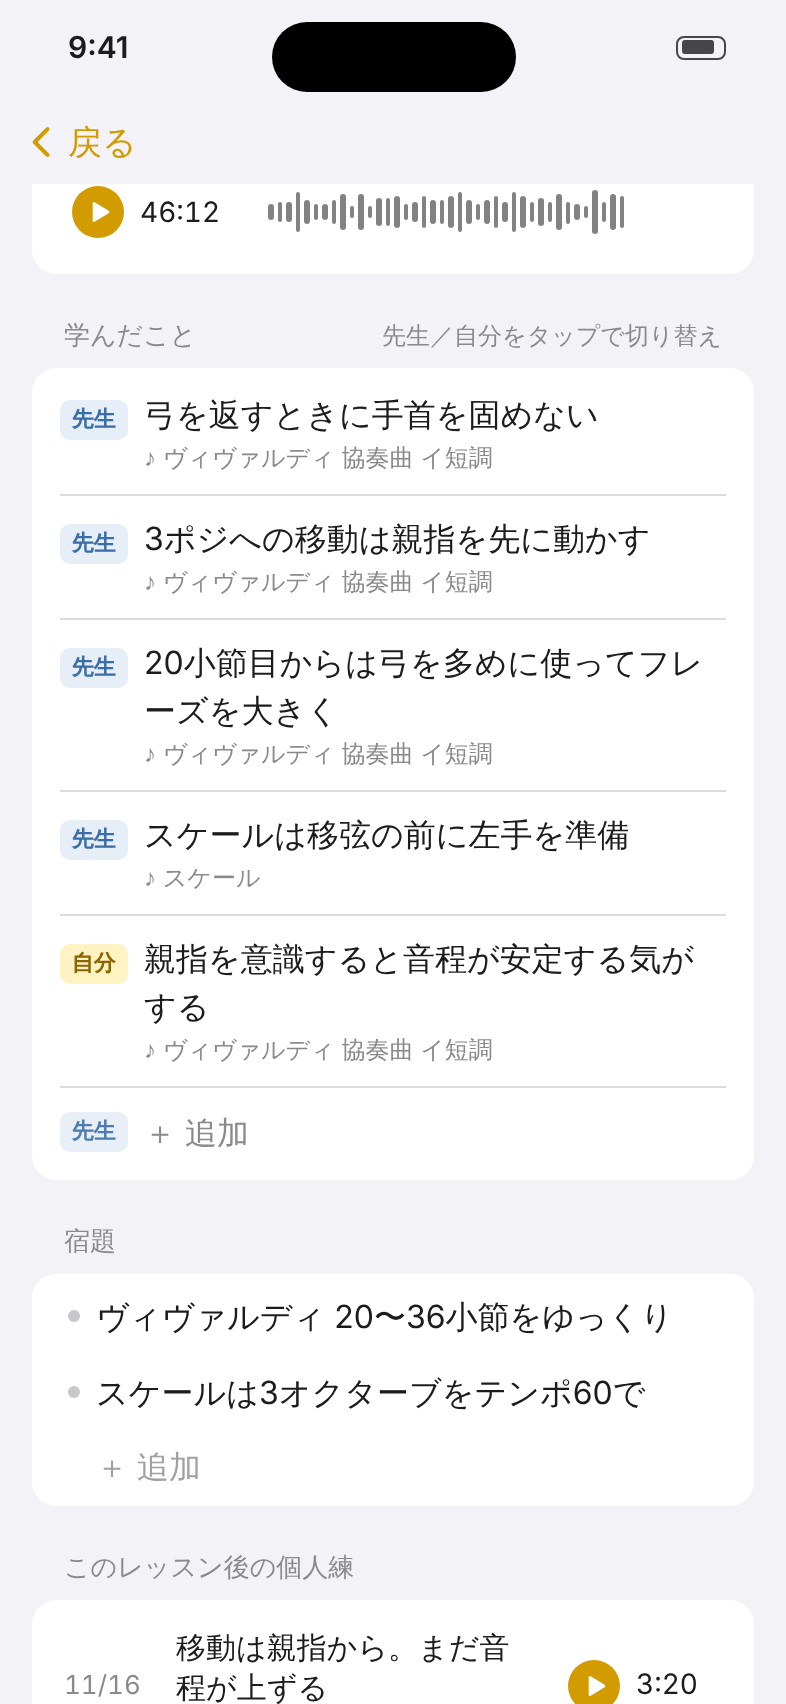 9:41
戻る
46:12
学んだこと 先生／自分をタップで切り替え
先生 弓を返すときに手首を固めない
♪ ヴィヴァルディ 協奏曲 イ短調
先生 3ポジへの移動は親指を先に動かす
♪ ヴィヴァルディ 協奏曲 イ短調
先生 20小節目からは弓を多めに使ってフレ
ーズを大きく
♪ ヴィヴァルディ 協奏曲 イ短調
先生 スケールは移弦の前に左手を準備
♪ スケール
自分 親指を意識すると音程が安定する気が
する
♪ ヴィヴァルディ 協奏曲 イ短調
先生 ＋ 追加
宿題
ヴィヴァルディ 20〜36小節をゆっくり
スケールは3オクターブをテンポ60で
＋ 追加
このレッスン後の個人練
移動は親指から。まだ音
11/16 程が上ずる 3:20